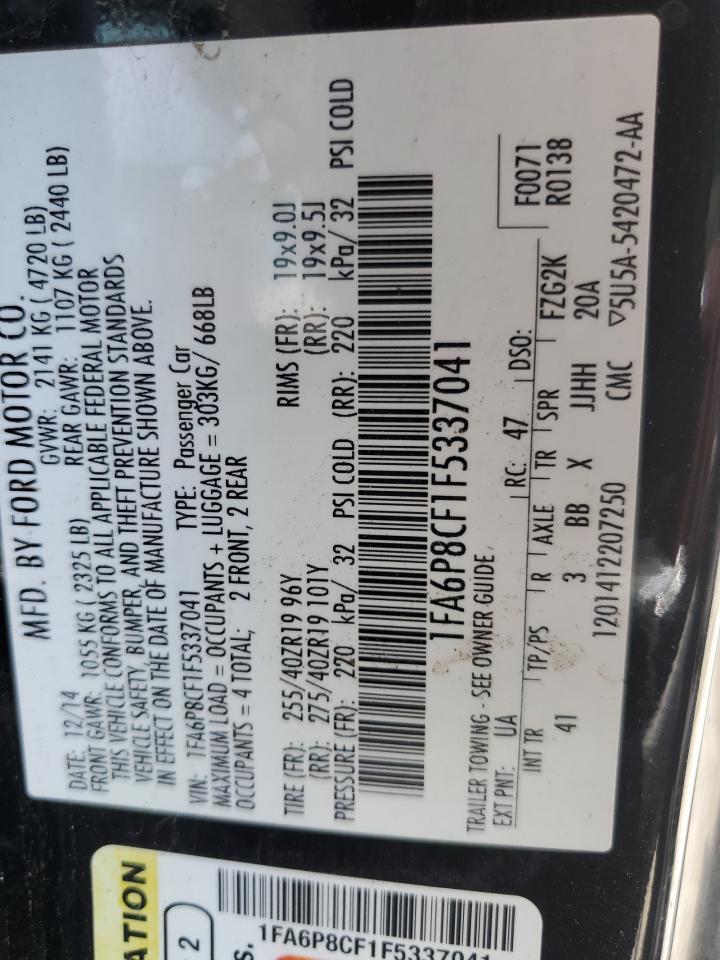 MFD. BY FORD MOTOR CO.
DATE: 12/14 GVWR: 2141 KG ( 4720 LB)
FRONT GAWR: 1055 KG ( 2325 LB) REAR GAWR: 1107 KG ( 2440 LB)
THIS VEHICLE CONFORMS TO ALL APPLICABLE FEDERAL MOTOR
VEHICLE SAFETY, BUMPER, AND THEFT PREVENTION STANDARDS
IN EFFECT ON THE DATE OF MANUFACTURE SHOWN ABOVE.
VIN: 1FA6P8CF1F5337041 TYPE: Passenger Car
MAXIMUM LOAD = OCCUPANTS + LUGGAGE = 303KG/ 668LB
OCCUPANTS = 4 TOTAL; 2 FRONT, 2 REAR
TIRE (FR): 255/40ZR19 96Y RIMS (FR): 19x9.0J
(RR): 275/40ZR19 101Y (RR): 19x9.5J
PRESSURE (FR): 220 kPa/ 32 PSI COLD (RR): 220 kPa/ 32 PSI COLD
1FA6P8CF1F5337041
TRAILER TOWING - SEE OWNER GUIDE
F0071
R0138
EXT PNT: UA RC: 47 DSO:
INT TR TP/PS R AXLE TR SPR FZG2K
41 3 BB X JJHH 20A
1201412207250 CMC ▽5U5A-5420472-AA
ATION
2
s.
1FA6P8CF1F5337041